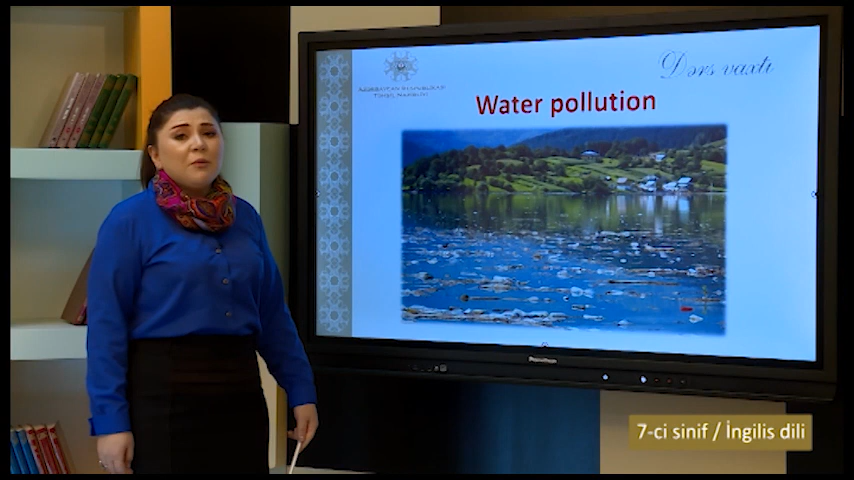 Dərs vaxtı
Water pollution
7-ci sinif / İngilis dili